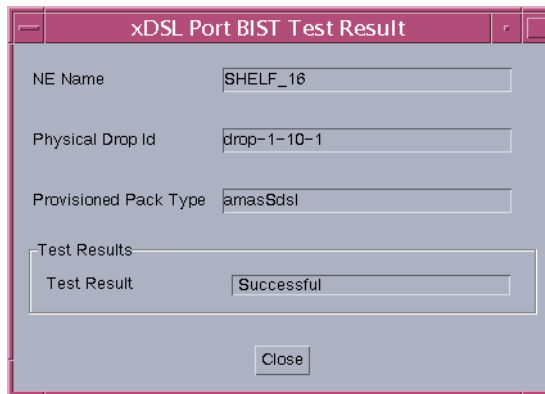 xDSL Port BIST Test Result
NE Name SHELF_16
Physical Drop Id drop-1-10-1
Provisioned Pack Type amasSdsl
Test Results
Test Result Successful
Close